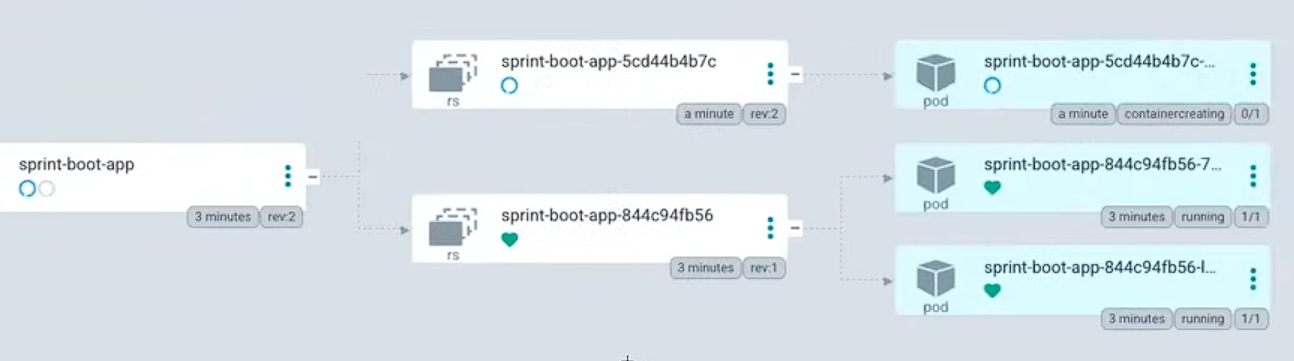 sprint-boot-app
3 minutes rev:2
sprint-boot-app-5cd44b4b7c
rs
a minute rev:2
sprint-boot-app-844c94fb56
rs
3 minutes rev:1
sprint-boot-app-5cd44b4b7c-...
pod
a minute containercreating 0/1
sprint-boot-app-844c94fb56-7...
pod
3 minutes running 1/1
sprint-boot-app-844c94fb56-l...
pod
3 minutes running 1/1